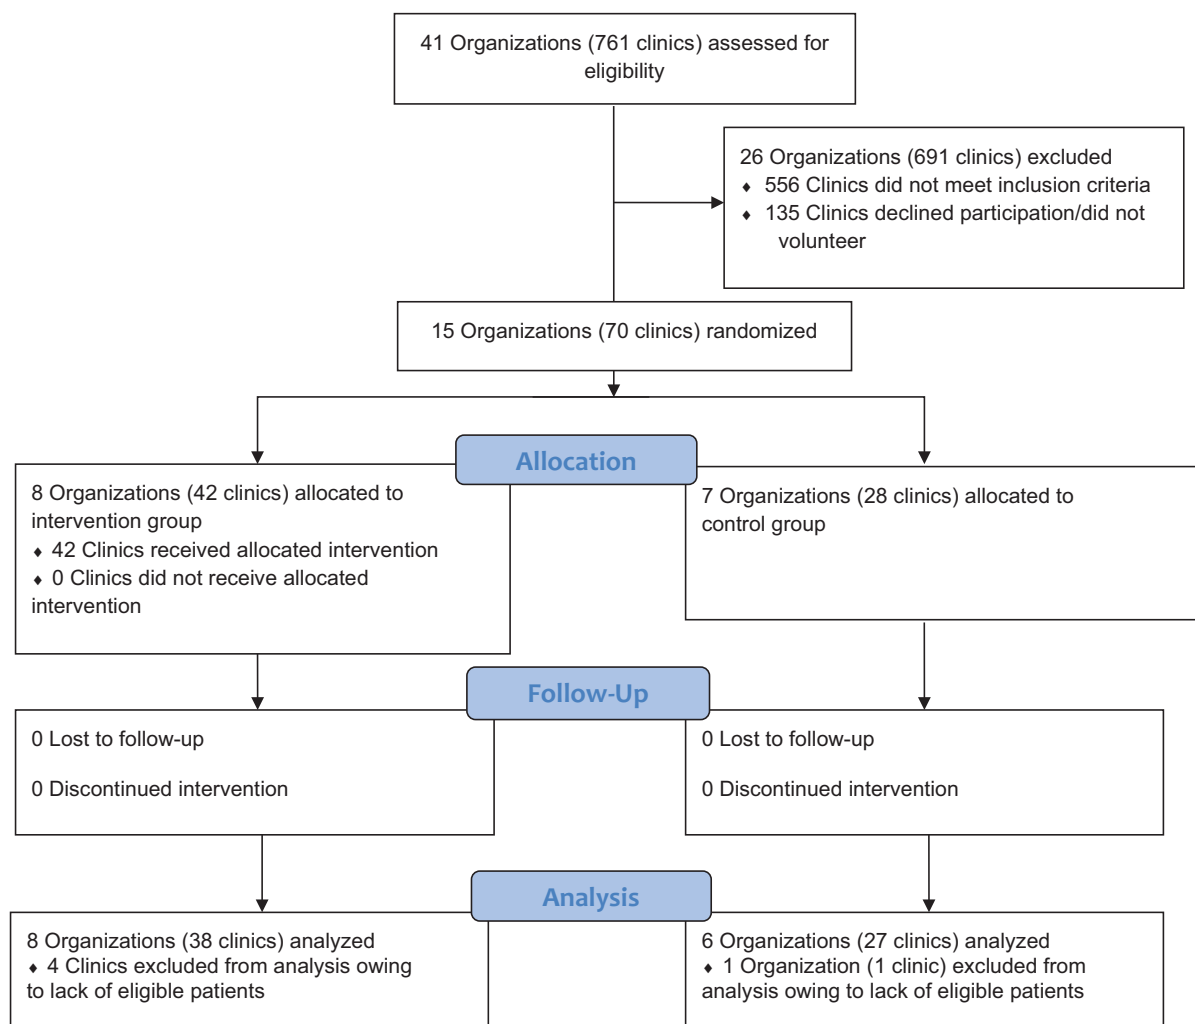 41 Organizations (761 clinics) assessed for
eligibility
26 Organizations (691 clinics) excluded
♦ 556 Clinics did not meet inclusion criteria
♦ 135 Clinics declined participation/did not
volunteer
15 Organizations (70 clinics) randomized
Allocation
8 Organizations (42 clinics) allocated to
intervention group
♦ 42 Clinics received allocated intervention
♦ 0 Clinics did not receive allocated
intervention
7 Organizations (28 clinics) allocated to
control group
Follow-Up
0 Lost to follow-up
0 Discontinued intervention
0 Lost to follow-up
0 Discontinued intervention
Analysis
8 Organizations (38 clinics) analyzed
♦ 4 Clinics excluded from analysis owing
to lack of eligible patients
6 Organizations (27 clinics) analyzed
♦ 1 Organization (1 clinic) excluded from
analysis owing to lack of eligible patients